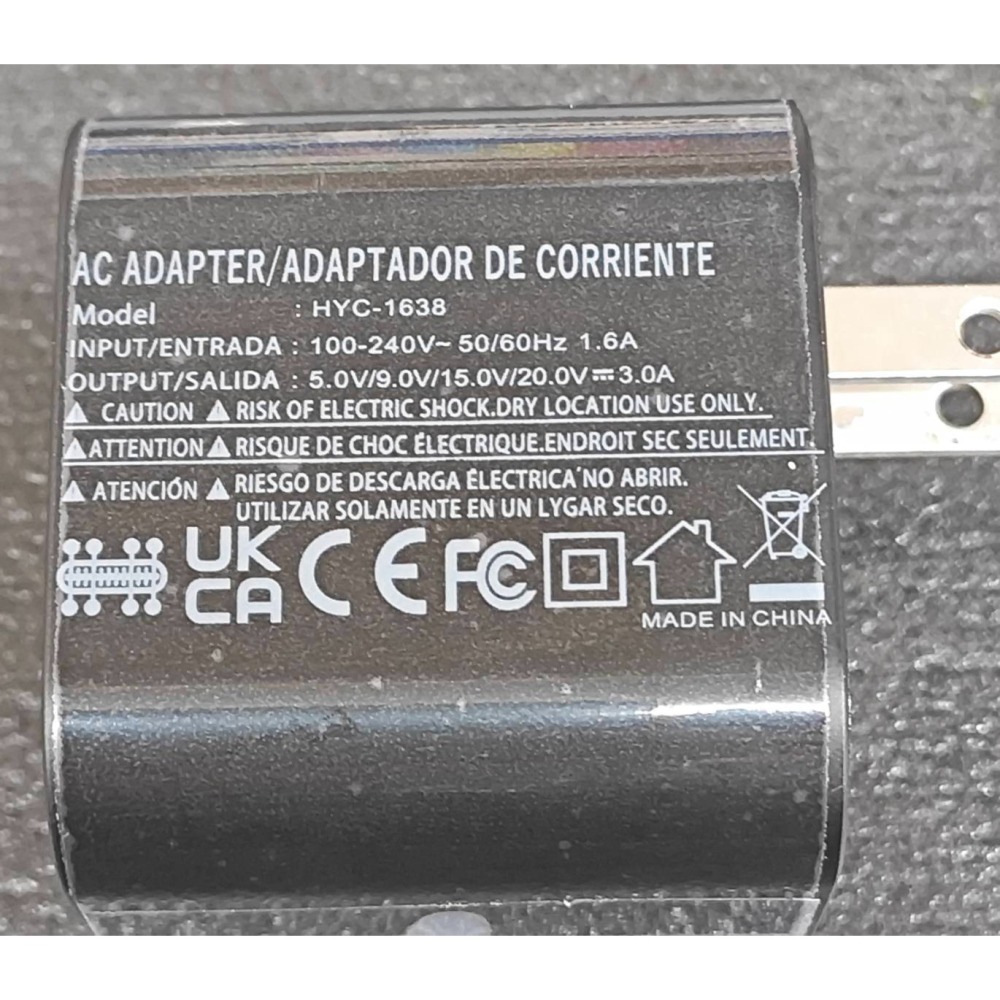 AC ADAPTER/ADAPTADOR DE CORRIENTE
Model : HYC-1638
INPUT/ENTRADA : 100-240V~ 50/60Hz 1.6A
OUTPUT/SALIDA : 5.0V/9.0V/15.0V/20.0V⎓3.0A
CAUTION RISK OF ELECTRIC SHOCK.DRY LOCATION USE ONLY.
ATTENTION RISQUE DE CHOC ÉLECTRIQUE.ENDROIT SEC SEULEMENT.
ATENCIÓN RIESGO DE DESCARGA ÉLECTRICA'NO ABRIR.
UTILIZAR SOLAMENTE EN UN LYGAR SECO.
UK
CA CE FC
MADE IN CHINA